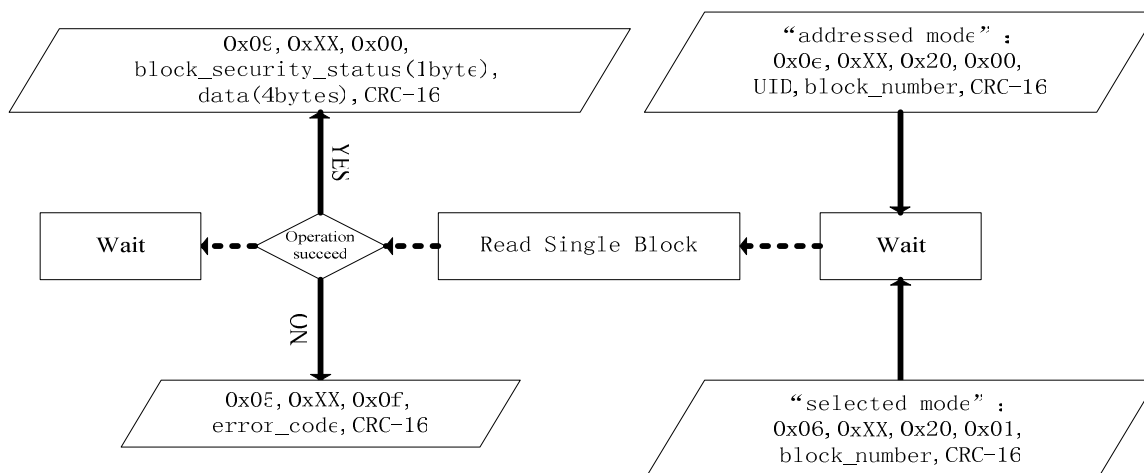 0x09, 0xXX, 0x00,
block_security_status(1byte),
data(4bytes), CRC-16
“addressed mode” :
0x0e, 0xXX, 0x20, 0x00,
UID, block_number, CRC-16
YES
Wait
Operation
succeed
Read Single Block
Wait
ON
0x05, 0xXX, 0x0f,
error_code, CRC-16
“selected mode” :
0x06, 0xXX, 0x20, 0x01,
block_number, CRC-16